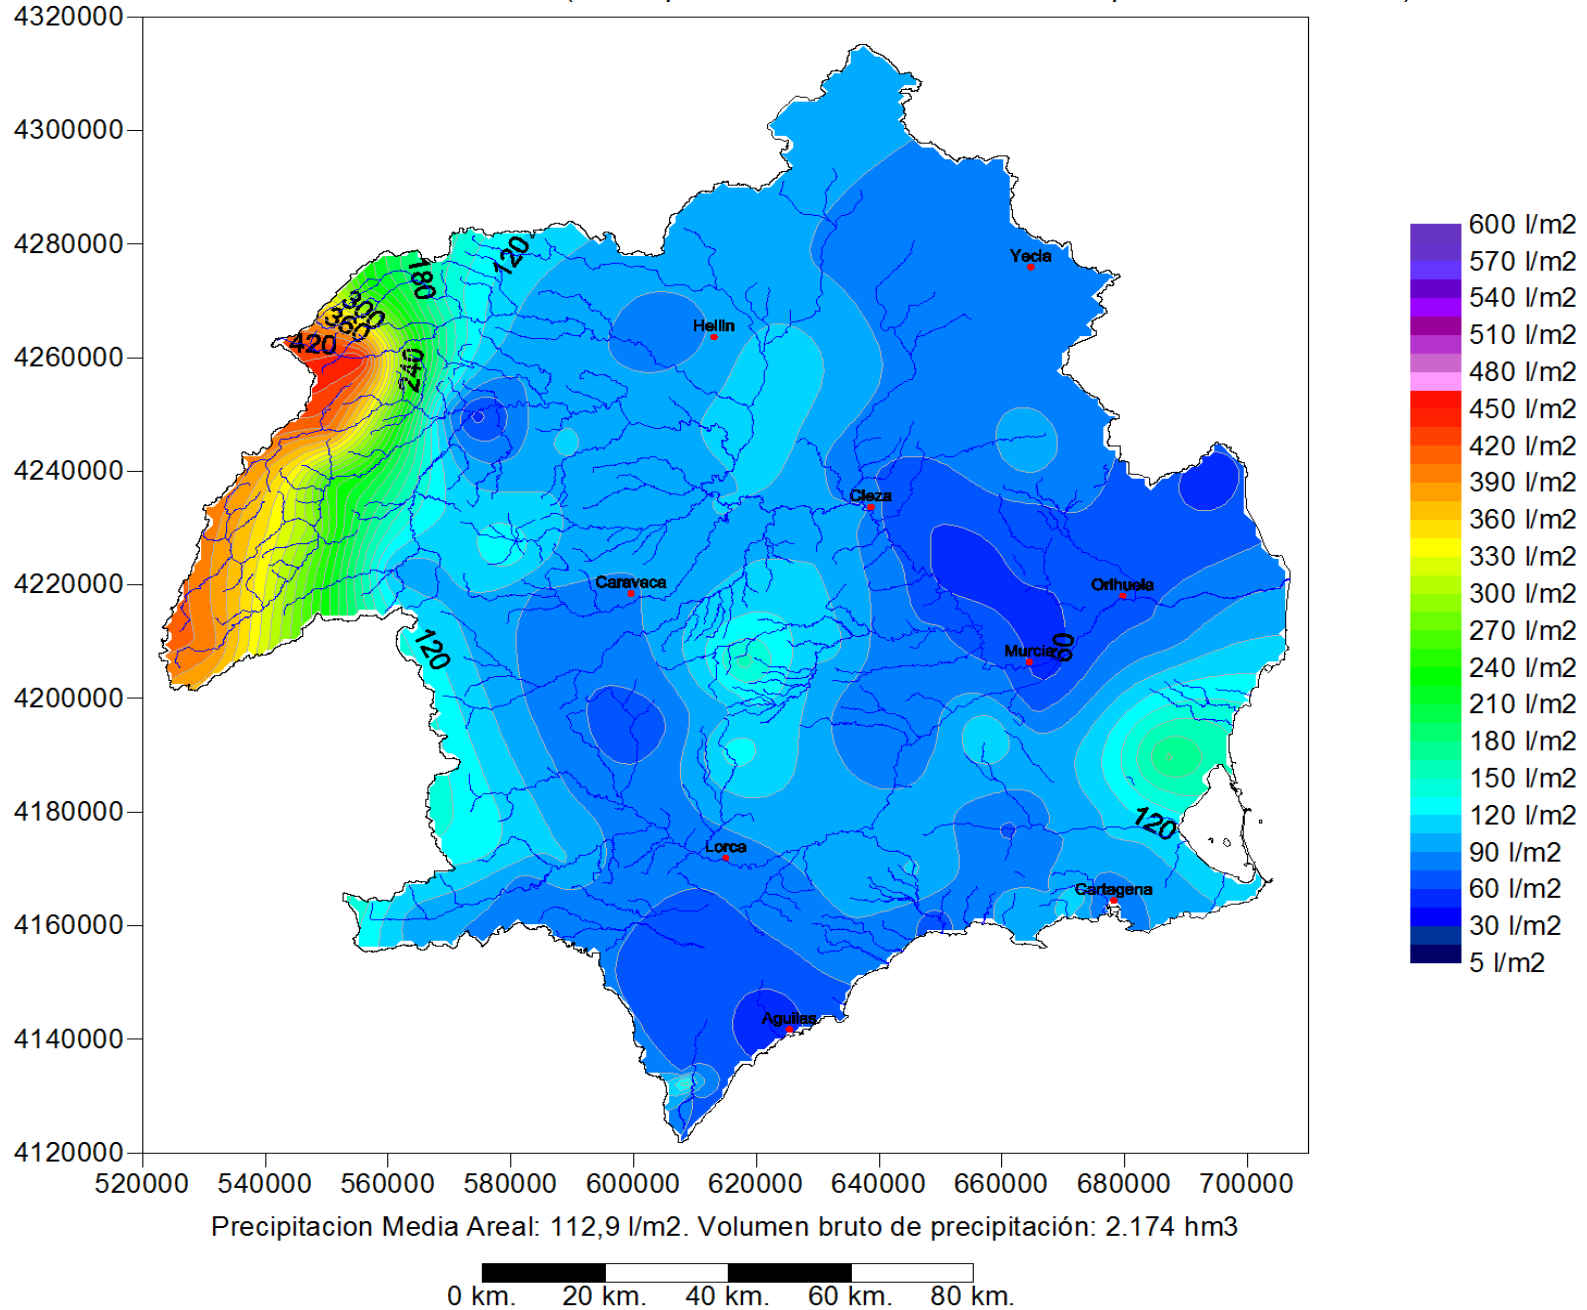 4320000
4300000
4280000
4260000
4240000
4220000
4200000
4180000
4160000
4140000
4120000
520000 540000 560000 580000 600000 620000 640000 660000 680000 700000
120
180
300
360
420
240
Yecla
Hellin
Cieza
Caravaca
Orihuela
120
Murcia
60
120
Lorca
Cartagena
Aguilas
600 l/m2
570 l/m2
540 l/m2
510 l/m2
480 l/m2
450 l/m2
420 l/m2
390 l/m2
360 l/m2
330 l/m2
300 l/m2
270 l/m2
240 l/m2
210 l/m2
180 l/m2
150 l/m2
120 l/m2
90 l/m2
60 l/m2
30 l/m2
5 l/m2
Precipitacion Media Areal: 112,9 l/m2. Volumen bruto de precipitación: 2.174 hm3
0 km. 20 km. 40 km. 60 km. 80 km.